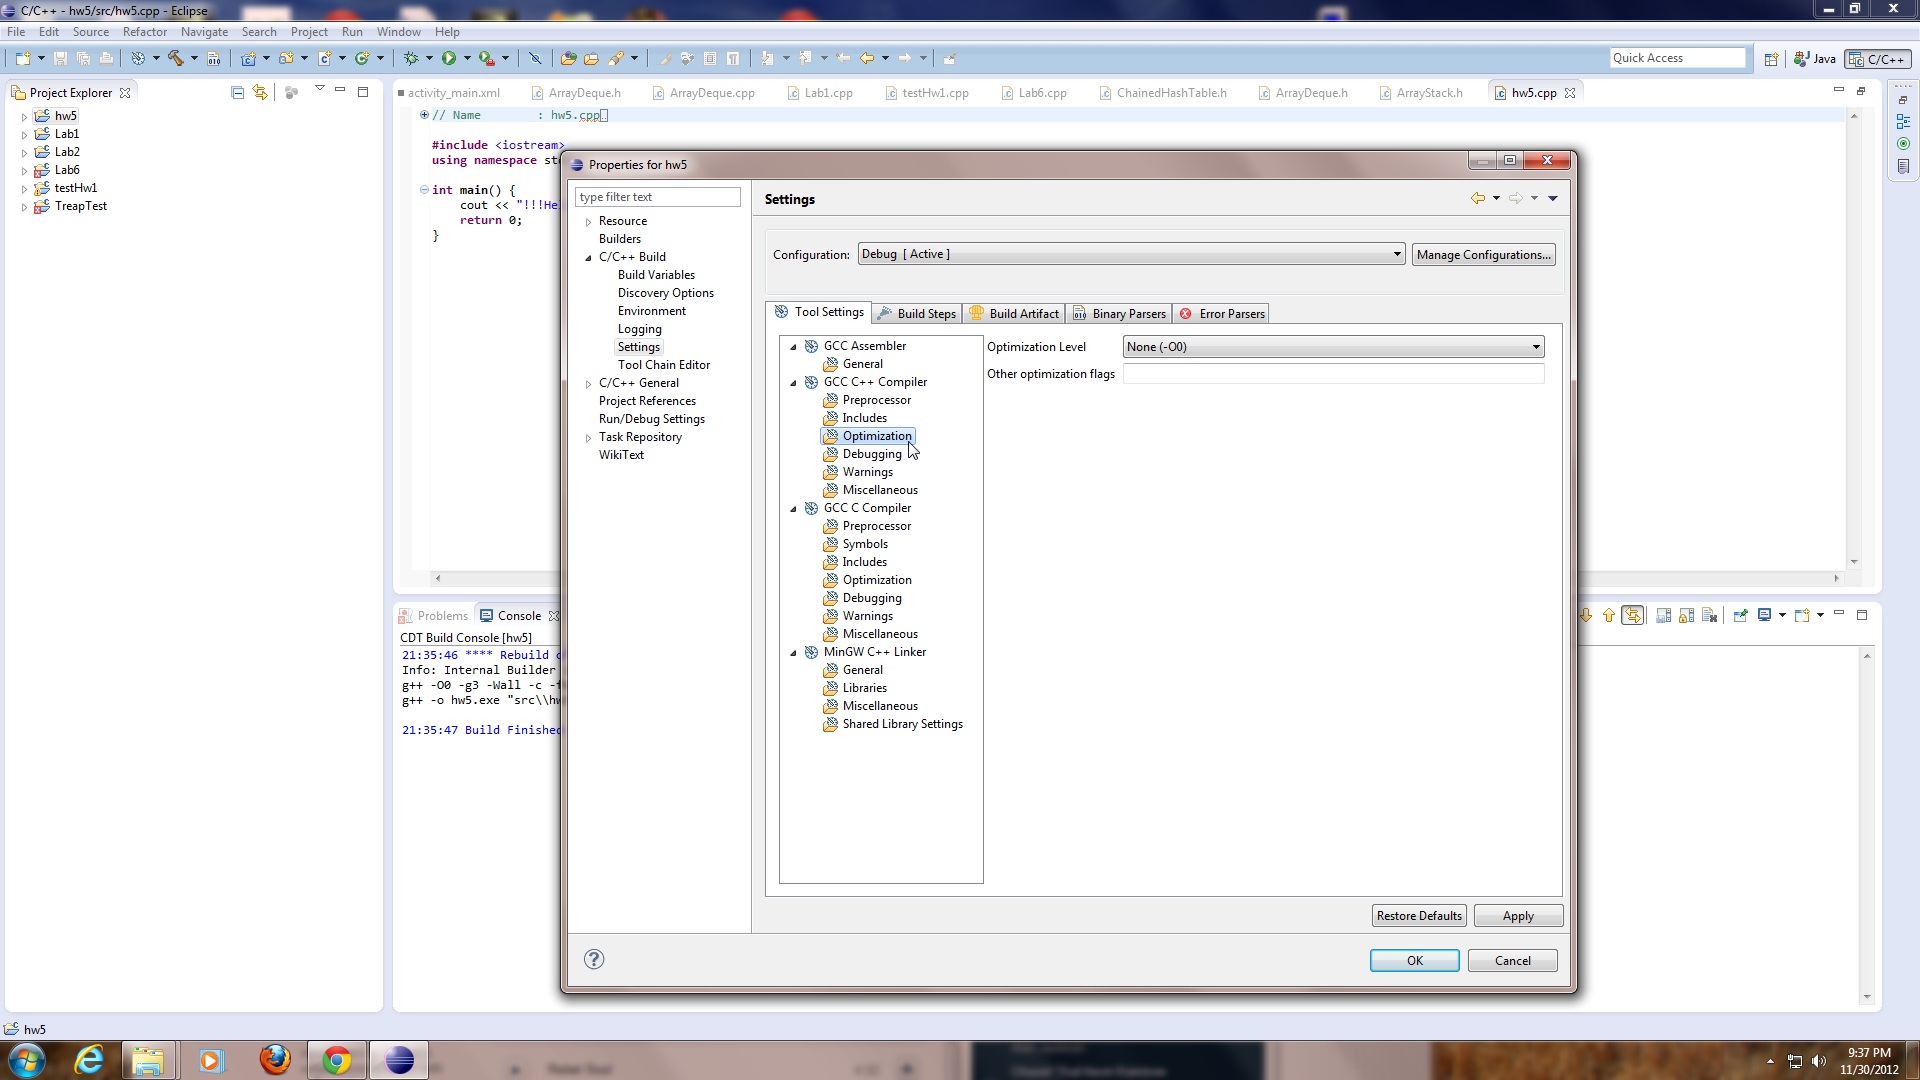 C/C++ - hw5/src/hw5.cpp - Eclipse
File Edit Source Refactor Navigate Search Project Run Window Help
Quick Access
Java
C/C++
Project Explorer
hw5
Lab1
Lab2
Lab6
testHw1
TreapTest
activity_main.xml
ArrayDeque.h
ArrayDeque.cpp
Lab1.cpp
testHw1.cpp
Lab6.cpp
ChainedHashTable.h
ArrayDeque.h
ArrayStack.h
hw5.cpp
// Name : hw5.cpp
#include <iostream>
using namespace st
int main() {
cout << "!!!He
return 0;
}
Properties for hw5
type filter text
Resource
Builders
C/C++ Build
Build Variables
Discovery Options
Environment
Logging
Settings
Tool Chain Editor
C/C++ General
Project References
Run/Debug Settings
Task Repository
WikiText
Settings
Configuration: Debug [ Active ] Manage Configurations...
Tool Settings
Build Steps
Build Artifact
Binary Parsers
Error Parsers
GCC Assembler
General
GCC C++ Compiler
Preprocessor
Includes
Optimization
Debugging
Warnings
Miscellaneous
GCC C Compiler
Preprocessor
Symbols
Includes
Optimization
Debugging
Warnings
Miscellaneous
MinGW C++ Linker
General
Libraries
Miscellaneous
Shared Library Settings
Optimization Level None (-O0)
Other optimization flags
Restore Defaults Apply
OK Cancel
Problems
Console
CDT Build Console [hw5]
21:35:46 **** Rebuild
Info: Internal Builder
g++ -O0 -g3 -Wall -c
g++ -o hw5.exe "src\\hw
21:35:47 Build Finished
hw5
9:37 PM
11/30/2012